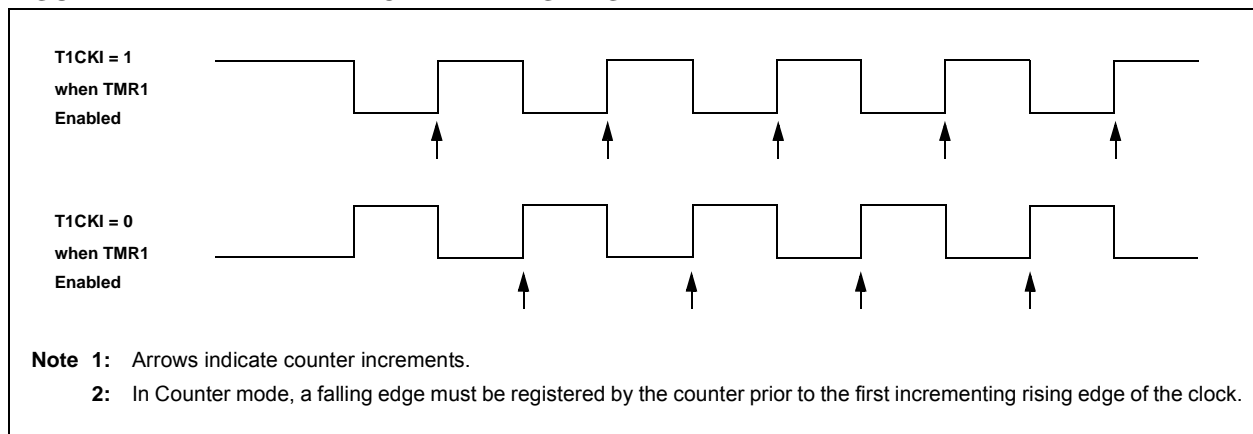 T1CKI = 1
when TMR1
Enabled
T1CKI = 0
when TMR1
Enabled
Note 1: Arrows indicate counter increments.
2: In Counter mode, a falling edge must be registered by the counter prior to the first incrementing rising edge of the clock.